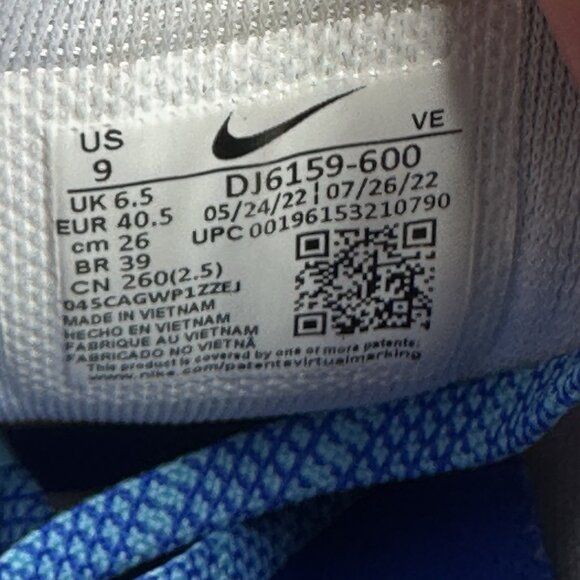 US
9
VE
UK 6.5
EUR 40.5
cm 26
BR 39
CN 260(2.5)
DJ6159-600
05/24/22 | 07/26/22
UPC 00196153210790
045CAGWP1ZZEJ
MADE IN VIETNAM
HECHO EN VIETNAM
FABRIQUE AU VIETNAM
FABRICADO NO VIETNÃ
This product is covered by one or more patents:
www.nike.com/patentsvirtualmarking